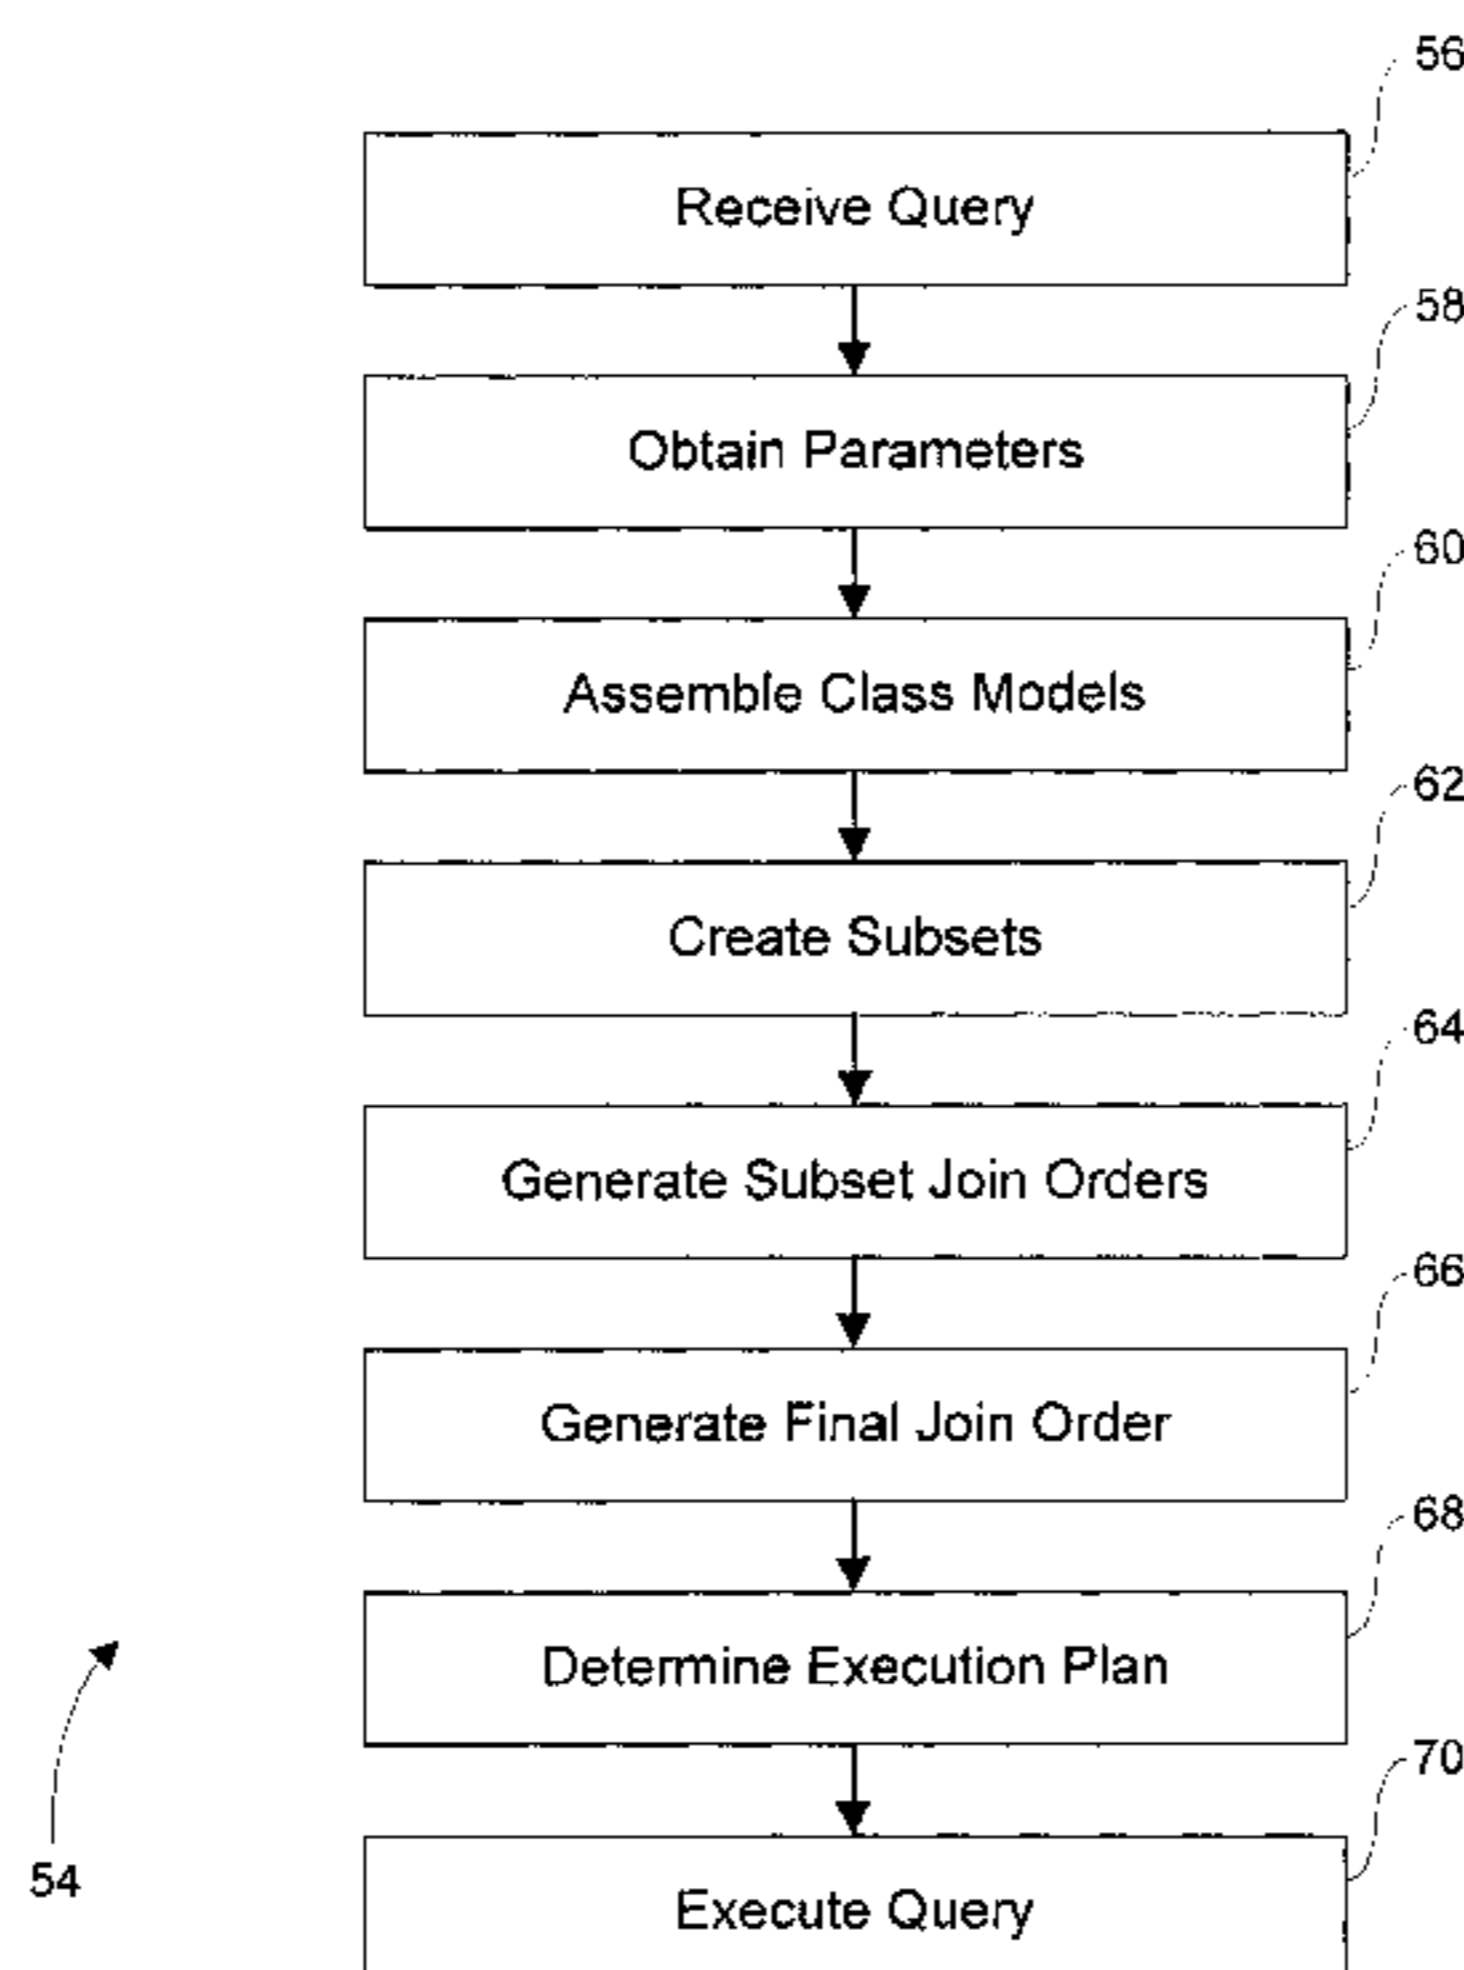 56
Receive Query
58
Obtain Parameters
60
Assemble Class Models
62
Create Subsets
64
Generate Subset Join Orders
66
Generate Final Join Order
68
Determine Execution Plan
70
54
Execute Query